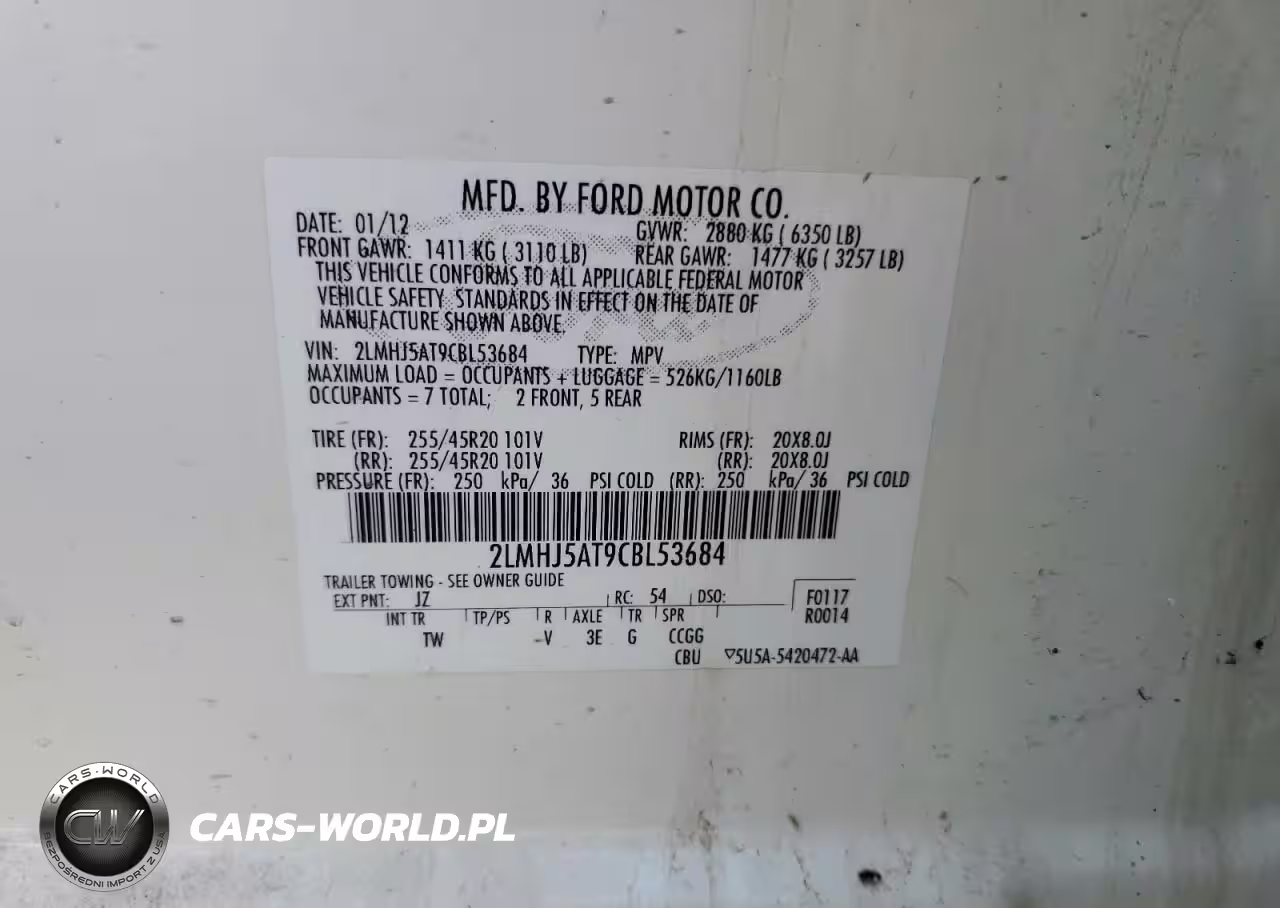 MFD. BY FORD MOTOR CO.
DATE: 01/12 GVWR: 2880 KG ( 6350 LB)
FRONT GAWR: 1411 KG ( 3110 LB) REAR GAWR: 1477 KG ( 3257 LB)
THIS VEHICLE CONFORMS TO ALL APPLICABLE FEDERAL MOTOR
VEHICLE SAFETY STANDARDS IN EFFECT ON THE DATE OF
MANUFACTURE SHOWN ABOVE.
VIN: 2LMHJ5AT9CBL53684 TYPE: MPV
MAXIMUM LOAD = OCCUPANTS + LUGGAGE = 526KG/1160LB
OCCUPANTS = 7 TOTAL; 2 FRONT, 5 REAR
TIRE (FR): 255/45R20 101V RIMS (FR): 20X8.0J
(RR): 255/45R20 101V (RR): 20X8.0J
PRESSURE (FR): 250 kPa/ 36 PSI COLD (RR): 250 kPa/ 36 PSI COLD
2LMHJ5AT9CBL53684
TRAILER TOWING - SEE OWNER GUIDE
EXT PNT: JZ RC: 54 DSO: F0117
INT TR TP/PS R AXLE TR SPR R0014
TW -V 3E G CCGG
CBU ▽5U5A-5420472-AA
CARS-WORLD
CW
BEZPOŚREDNI IMPORT Z USA
CARS-WORLD.PL